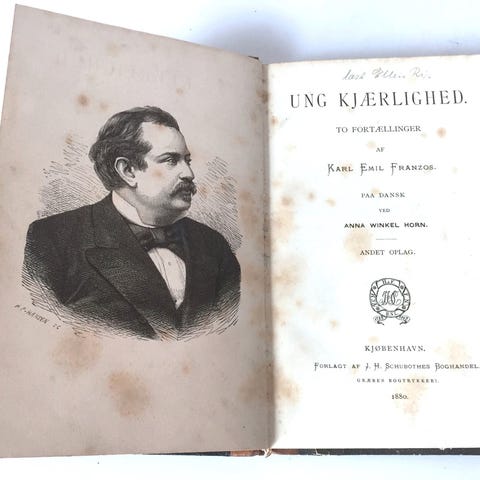 UNG KJÆRLIGHED.
TO FORTÆLLINGER
AF
KARL EMIL FRANZOS.
PAA DANSK
VED
ANNA WINKEL HORN.
ANDET OPLAG.
KJØBENHAVN.
FORLAGT AF J. H. SCHUBOTHES BOGHANDEL.
GRÆBES BOGTRYKKERI.
1880.